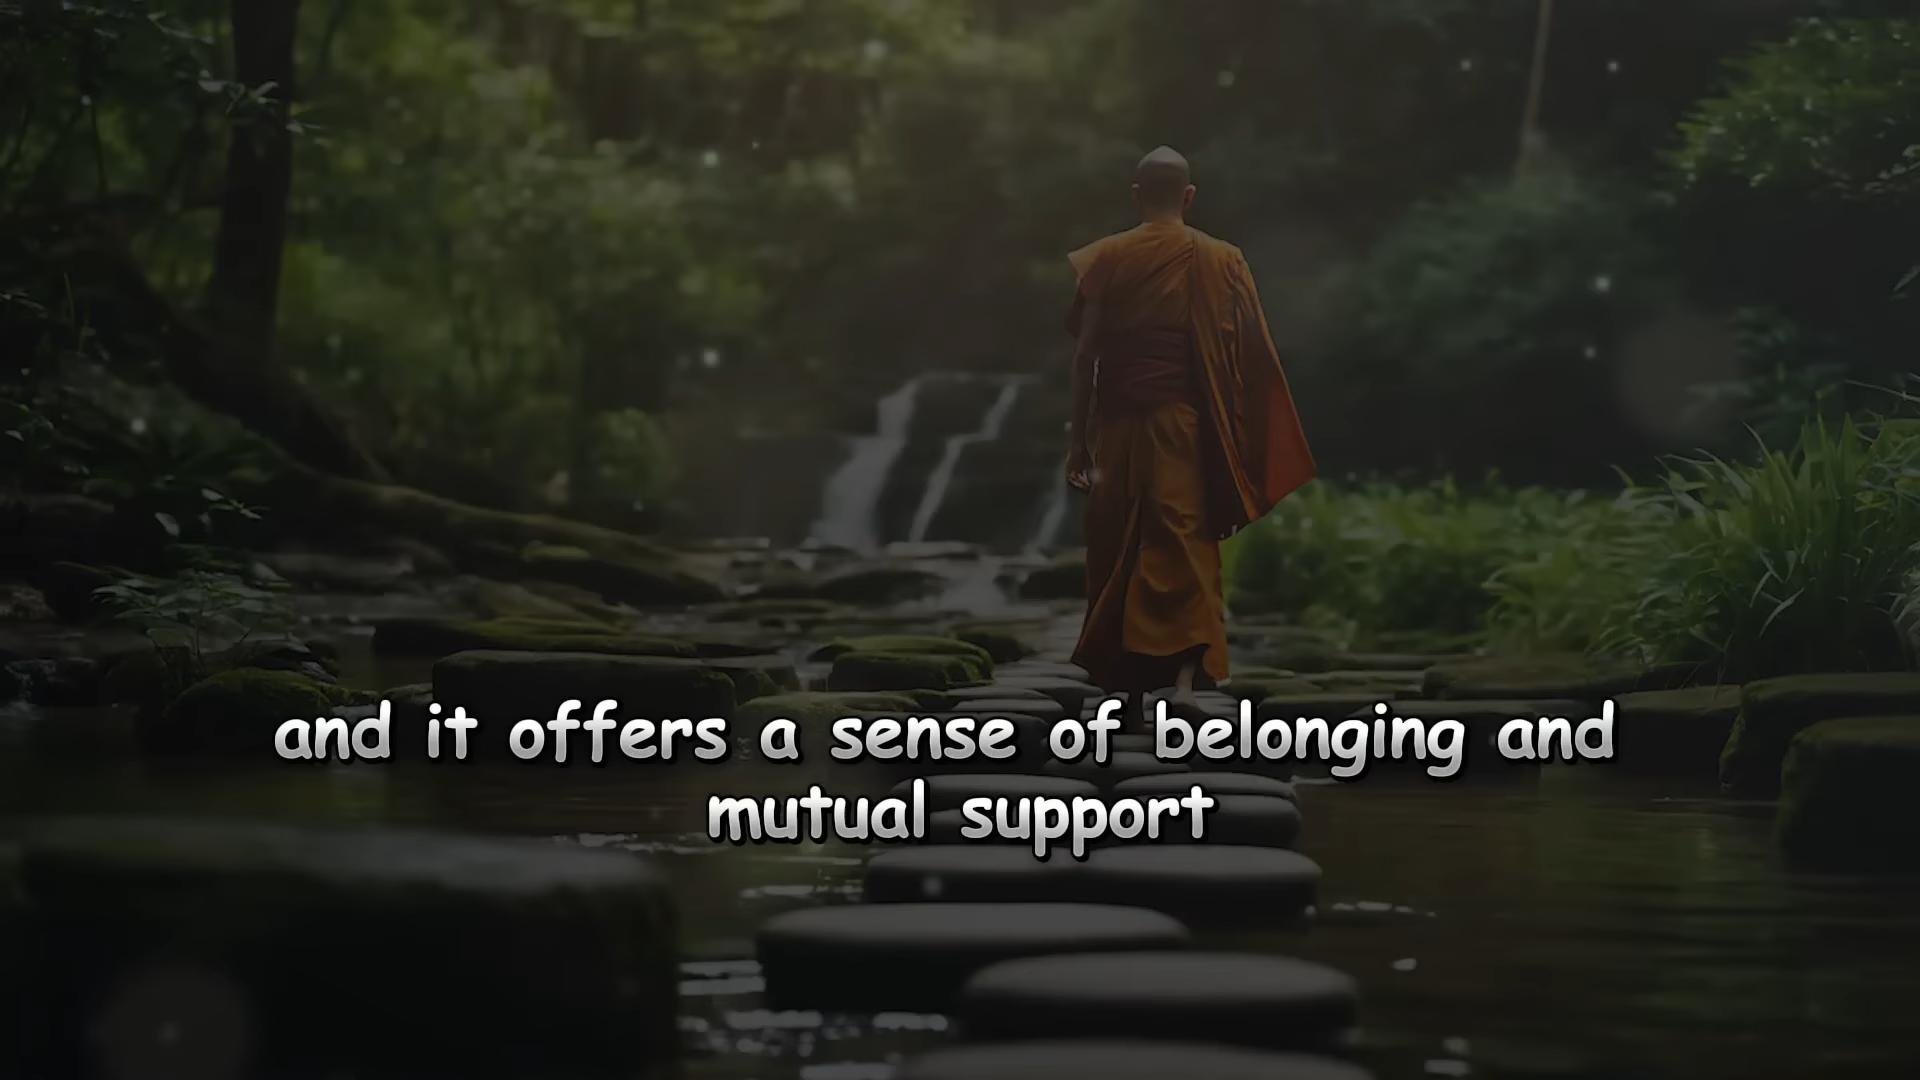 and it offers a sense of belonging and
mutual support